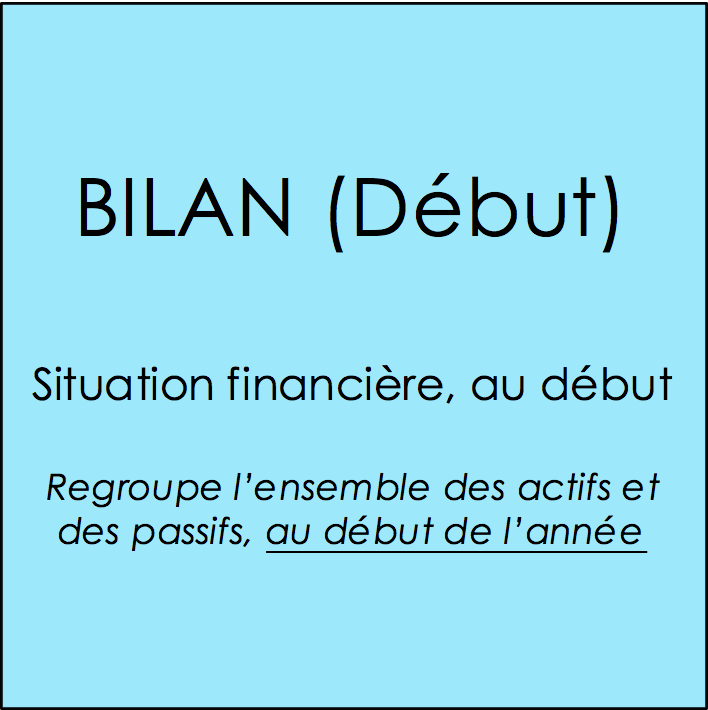 BILAN (Début)
Situation financière, au début
Regroupe l’ensemble des actifs et
des passifs, au début de l’année